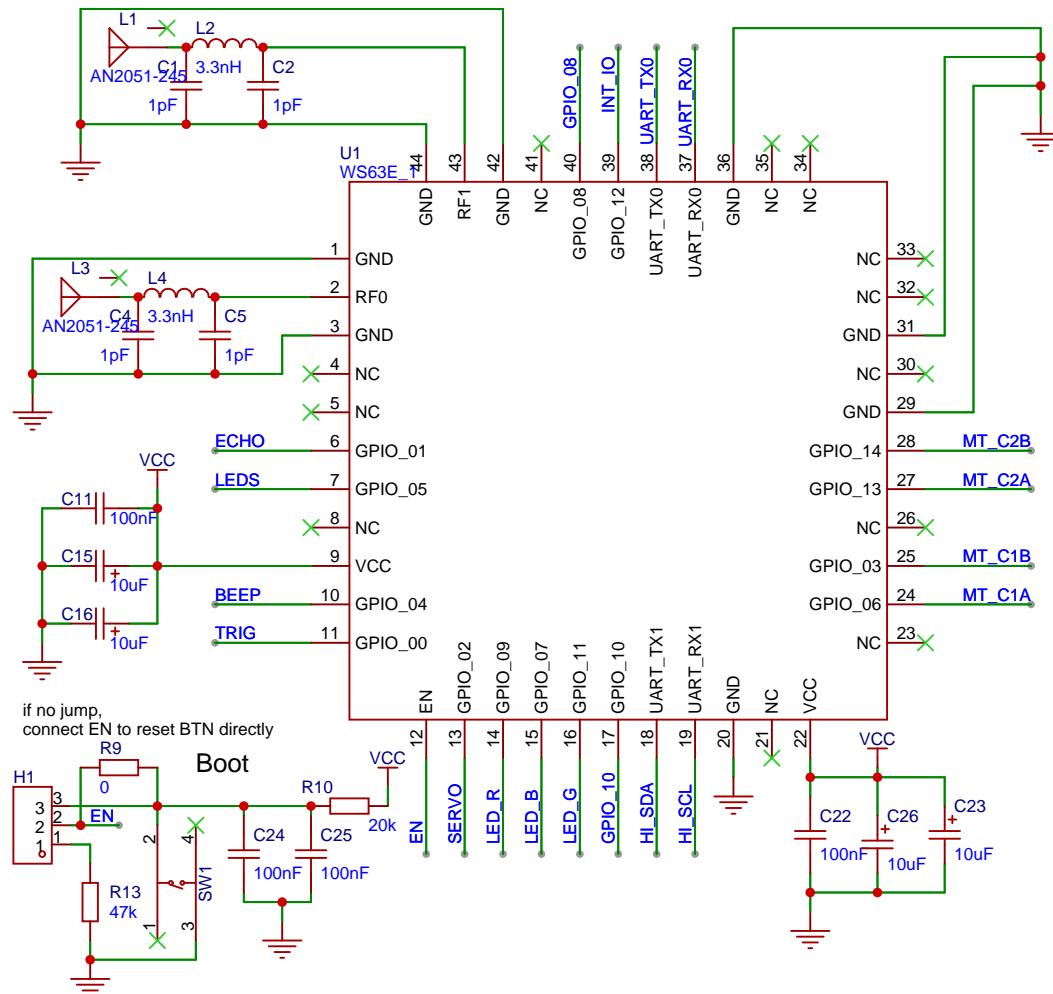 L1
L2
C1
C2
AN2051-245
3.3nH
1pF
1pF
GPIO_08
INT_IO
UART_TX0
UART_RX0
U1
WS63E_1
44
43
42
41
40
39
38
37
36
35
34
GND
RF1
GND
NC
GPIO_08
GPIO_12
UART_TX0
UART_RX0
GND
NC
NC
1 GND
2 RF0
3 GND
4 NC
5 NC
6 GPIO_01
7 GPIO_05
8 NC
9 VCC
10 GPIO_04
11 GPIO_00
NC 33
NC 32
GND 31
NC 30
GND 29
GPIO_14 28
GPIO_13 27
NC 26
GPIO_03 25
GPIO_06 24
NC 23
L3
L4
C4
C5
AN2051-245
3.3nH
1pF
1pF
ECHO
LEDS
BEEP
TRIG
MT_C2B
MT_C2A
MT_C1B
MT_C1A
VCC
C11
100nF
C15
10uF
C16
10uF
EN
GPIO_02
GPIO_09
GPIO_07
GPIO_11
GPIO_10
UART_TX1
UART_RX1
GND
NC
VCC
12
13
14
15
16
17
18
19
20
21
22
EN
SERVO
LED_R
LED_B
LED_G
GPIO_10
HI_SDA
HI_SCL
if no jump,
connect EN to reset BTN directly
Boot
R9
0
H1
3 3
2 2
1 1
EN
R13
47k
2
4
1
3
SW1
C24
100nF
C25
100nF
R10
20k
VCC
VCC
C22
100nF
C26
10uF
C23
10uF